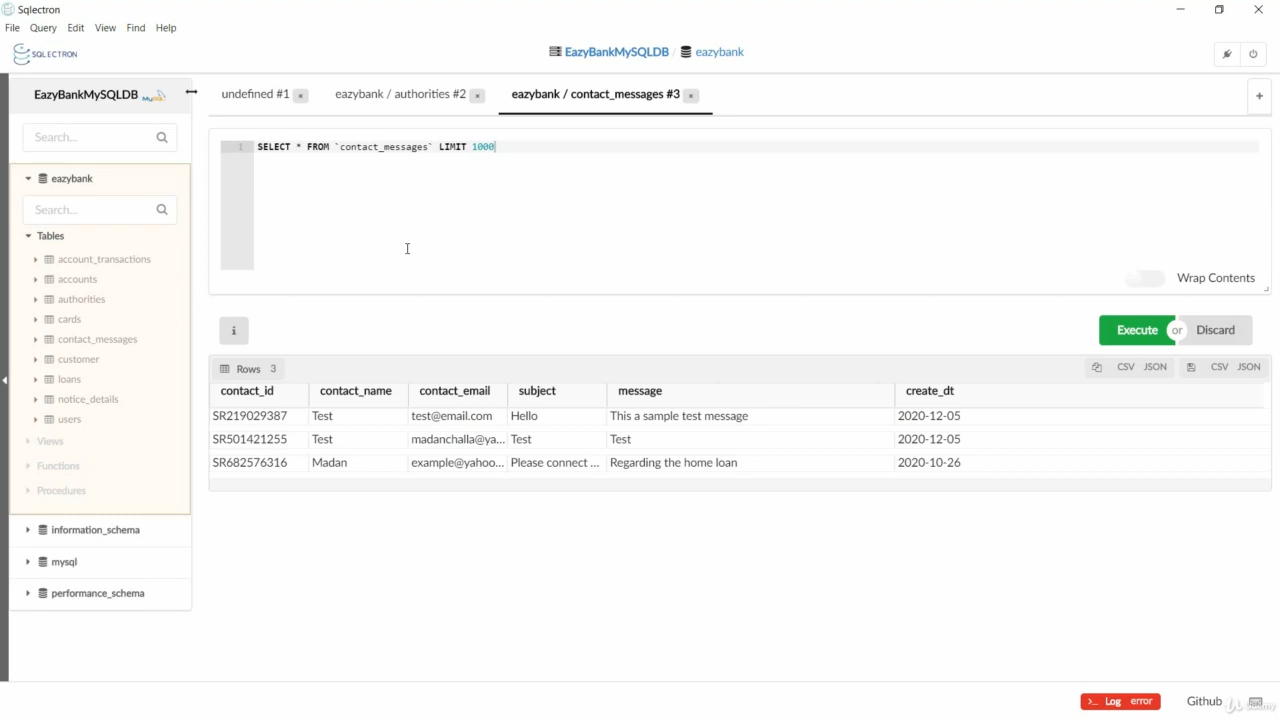 Sqlectron
File Query Edit View Find Help
SQLECTRON
EazyBankMySQLDB / eazybank
EazyBankMySQLDB MySQL
undefined #1 ×
eazybank / authorities #2 ×
eazybank / contact_messages #3 ×
+
Search...
eazybank
Search...
Tables
account_transactions
accounts
authorities
cards
contact_messages
customer
loans
notice_details
users
Views
Functions
Procedures
information_schema
mysql
performance_schema
1 SELECT * FROM `contact_messages` LIMIT 1000
Wrap Contents
i
Execute or Discard
Rows 3
CSV JSON CSV JSON
contact_id contact_name contact_email subject message create_dt
SR219029387 Test test@email.com Hello This a sample test message 2020-12-05
SR501421255 Test madanchalla@ya... Test Test 2020-12-05
SR682576316 Madan example@yahoo... Please connect ... Regarding the home loan 2020-10-26
>_ Log error
Github
Udemy